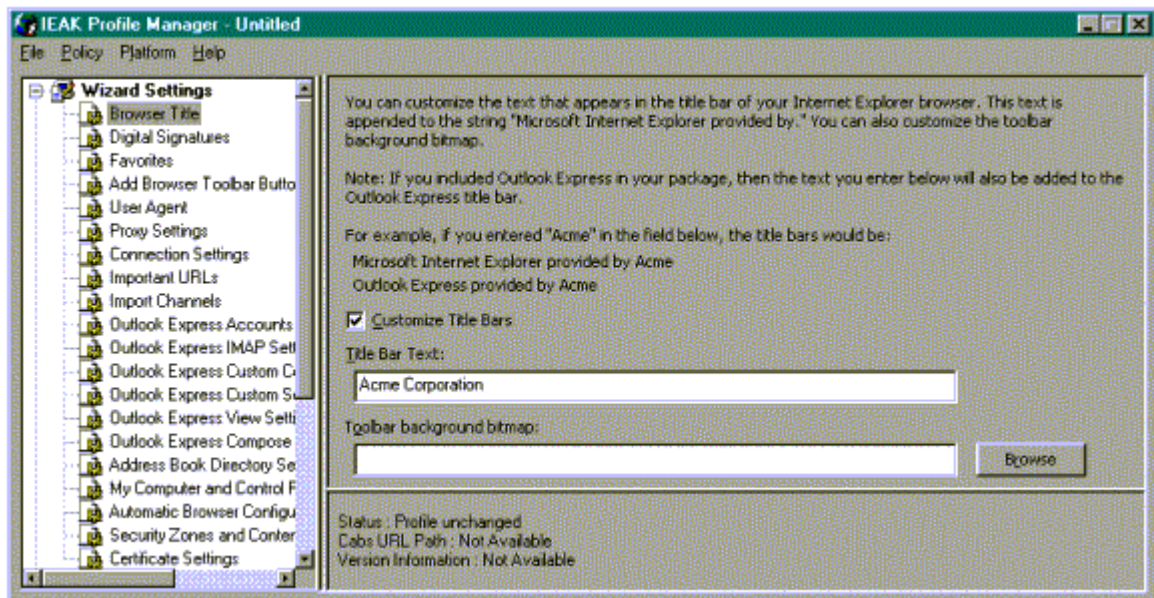 IEAK Profile Manager - Untitled
File Policy Platform Help
Wizard Settings
Browser Title
Digital Signatures
Favorites
Add Browser Toolbar Butto
User Agent
Proxy Settings
Connection Settings
Important URLs
Import Channels
Outlook Express Accounts
Outlook Express IMAP Sett
Outlook Express Custom C
Outlook Express Custom S
Outlook Express View Setti
Outlook Express Compose
Address Book Directory Se
My Computer and Control P
Automatic Browser Configu
Security Zones and Conter
Certificate Settings
You can customize the text that appears in the title bar of your Internet Explorer browser. This text is
appended to the string "Microsoft Internet Explorer provided by." You can also customize the toolbar
background bitmap.
Note: If you included Outlook Express in your package, then the text you enter below will also be added to the
Outlook Express title bar.
For example, if you entered "Acme" in the field below, the title bars would be:
Microsoft Internet Explorer provided by Acme
Outlook Express provided by Acme
Customize Title Bars
Title Bar Text:
Acme Corporation
Toolbar background bitmap:
Browse
Status : Profile unchanged
Cabs URL Path : Not Available
Version Information : Not Available